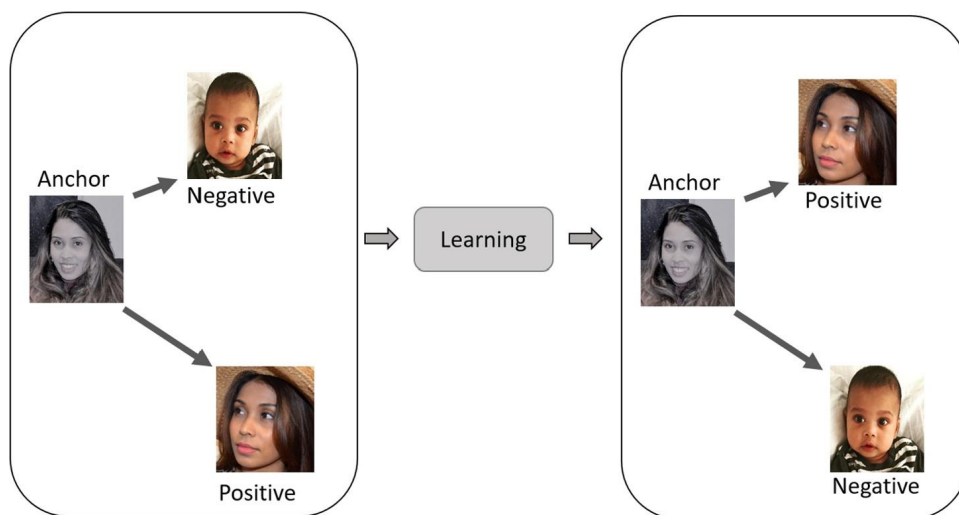 Anchor
Negative
Positive
Learning
Anchor
Positive
Negative